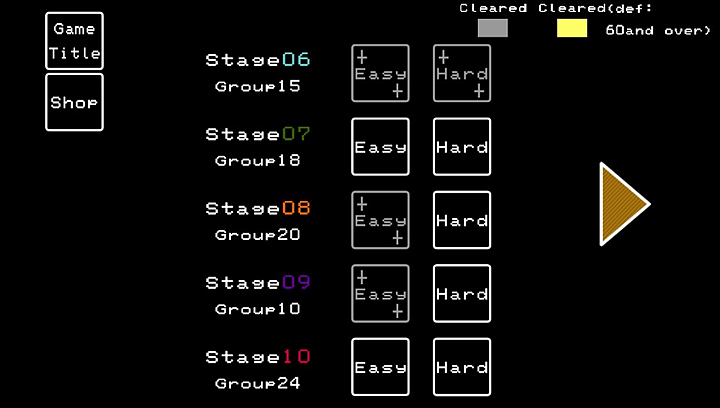 Cleared Cleared(def:
60and over)
Game
Title
Shop
Stage06
Group15
Easy
Hard
Stage07
Group18
Easy
Hard
Stage08
Group20
Easy
Hard
Stage09
Group10
Easy
Hard
Stage10
Group24
Easy
Hard